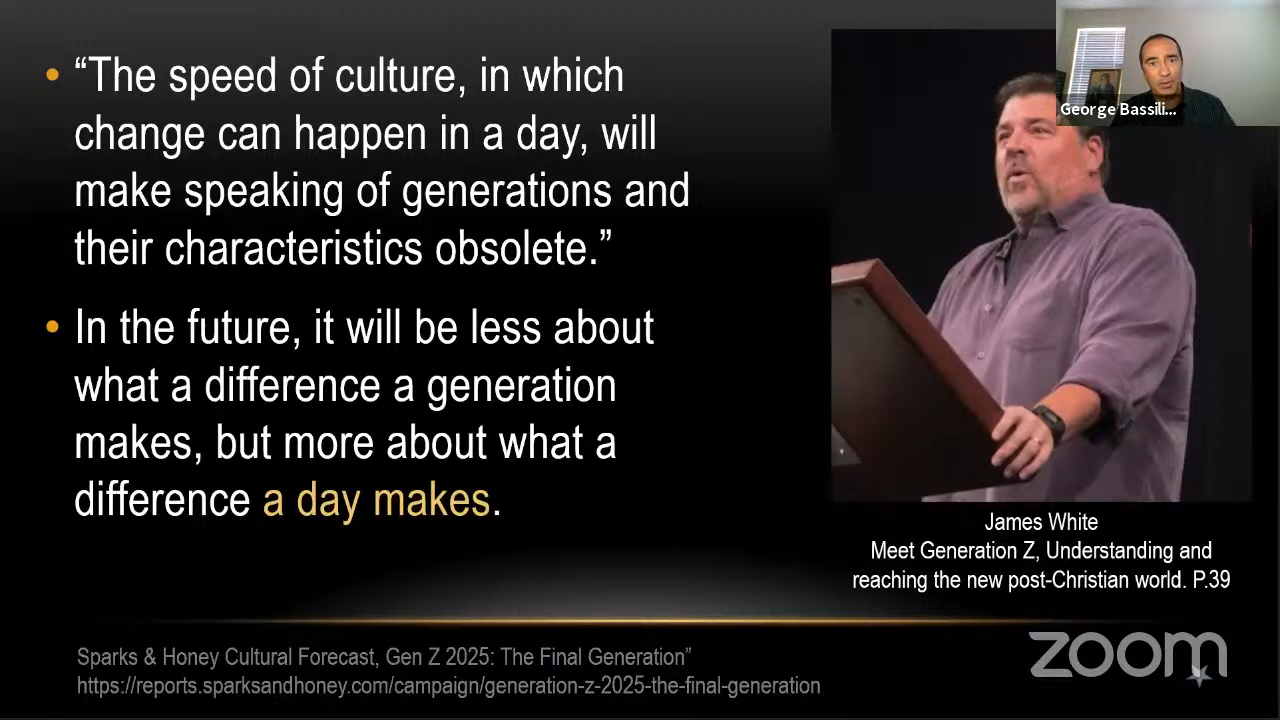 • “The speed of culture, in which
change can happen in a day, will
make speaking of generations and
their characteristics obsolete.”
• In the future, it will be less about
what a difference a generation
makes, but more about what a
difference a day makes.
George Bassili...
James White
Meet Generation Z, Understanding and
reaching the new post-Christian world. P.39
Sparks & Honey Cultural Forecast, Gen Z 2025: The Final Generation”
https://reports.sparksandhoney.com/campaign/generation-z-2025-the-final-generation
zoom